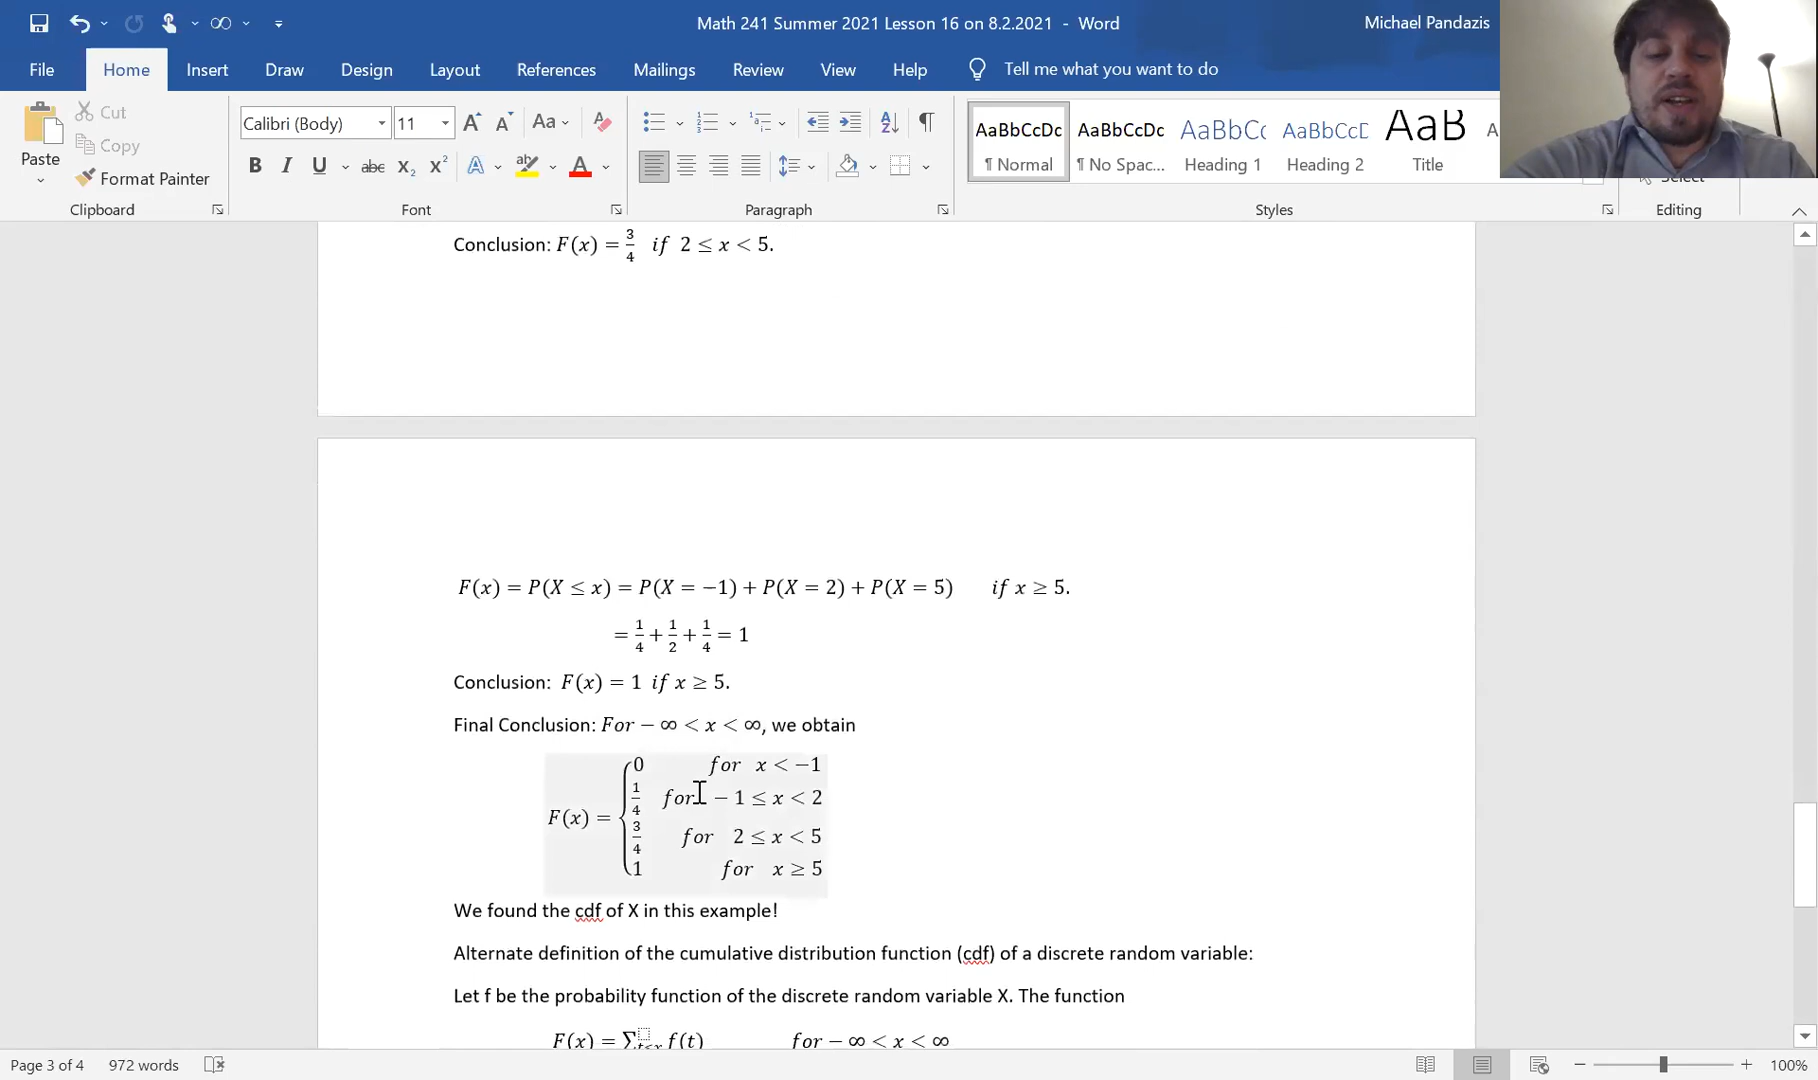 Math 241 Summer 2021 Lesson 16 on 8.2.2021 - Word
Michael Pandazis
File Home Insert Draw Design Layout References Mailings Review View Help Tell me what you want to do
Paste
Cut
Copy
Format Painter
Clipboard
Calibri (Body) 11
Font
Paragraph
AaBbCcDc
¶ Normal
AaBbCcDc
¶ No Spac...
AaBbCc
Heading 1
AaBbCcD
Heading 2
AaB
Title
Styles
Editing
Conclusion: F(x) = 3/4 if 2 ≤ x < 5.
F(x) = P(X ≤ x) = P(X = −1) + P(X = 2) + P(X = 5) if x ≥ 5.
= 1/4 + 1/2 + 1/4 = 1
Conclusion: F(x) = 1 if x ≥ 5.
Final Conclusion: For − ∞ < x < ∞, we obtain
F(x) = { 0 for x < −1
1/4 for − 1 ≤ x < 2
3/4 for 2 ≤ x < 5
1 for x ≥ 5
We found the cdf of X in this example!
Alternate definition of the cumulative distribution function (cdf) of a discrete random variable:
Let f be the probability function of the discrete random variable X. The function
F(x) = ∑ f(t) for − ∞ < x < ∞
Page 3 of 4 972 words 100%